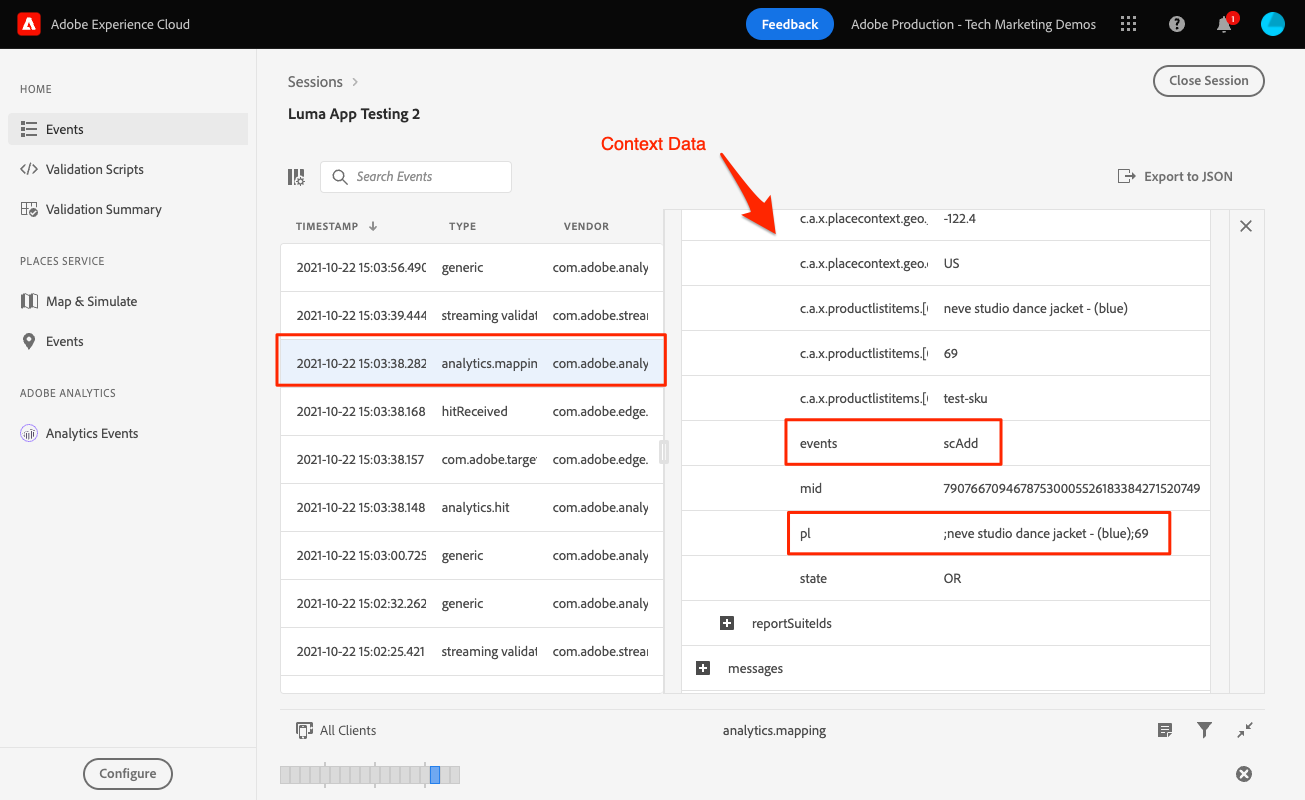 Adobe Experience Cloud
Feedback
Adobe Production - Tech Marketing Demos
1
HOME
Events
Validation Scripts
Validation Summary
PLACES SERVICE
Map & Simulate
Events
ADOBE ANALYTICS
Analytics Events
Configure
Sessions
Close Session
Luma App Testing 2
Context Data
Search Events
Export to JSON
TIMESTAMP TYPE VENDOR
2021-10-22 15:03:56.490 generic com.adobe.analy
2021-10-22 15:03:39.444 streaming validat com.adobe.strear
2021-10-22 15:03:38.282 analytics.mappin com.adobe.analy
2021-10-22 15:03:38.168 hitReceived com.adobe.edge.
2021-10-22 15:03:38.157 com.adobe.target com.adobe.edge.
2021-10-22 15:03:38.148 analytics.hit com.adobe.analy
2021-10-22 15:03:00.725 generic com.adobe.analy
2021-10-22 15:02:32.262 generic com.adobe.analy
2021-10-22 15:02:25.421 streaming validat com.adobe.strear
c.a.x.placecontext.geo. -122.4
c.a.x.placecontext.geo. US
c.a.x.productlistitems.[ neve studio dance jacket - (blue)
c.a.x.productlistitems.[ 69
c.a.x.productlistitems.[ test-sku
events scAdd
mid 79076670946787530005526183384271520749
pl ;neve studio dance jacket - (blue);69
state OR
reportSuiteIds
messages
All Clients
analytics.mapping